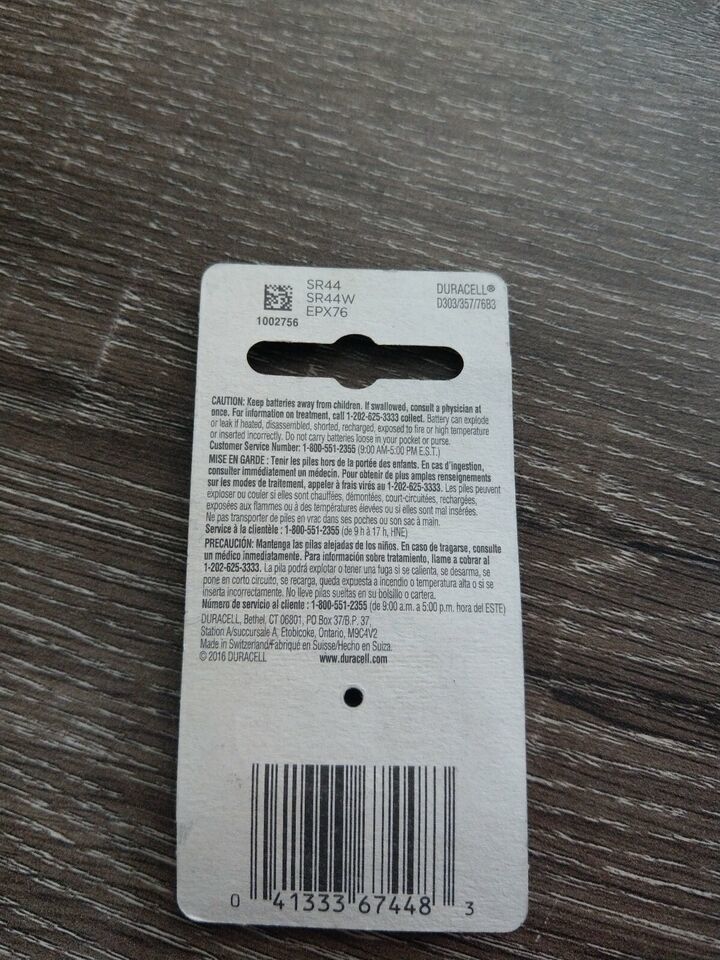 SR44
SR44W
EPX76
1002756
DURACELL®
D303/357/76B3
CAUTION: Keep batteries away from children. If swallowed, consult a physician at
once. For information on treatment, call 1-202-625-3333 collect. Battery can explode
or leak if heated, disassembled, shorted, recharged, exposed to fire or high temperature
or inserted incorrectly. Do not carry batteries loose in your pocket or purse.
Customer Service Number: 1-800-551-2355 (9:00 AM-5:00 PM E.S.T.)
MISE EN GARDE : Tenir les piles hors de la portée des enfants. En cas d'ingestion,
consulter immédiatement un médecin. Pour obtenir de plus amples renseignements
sur les modes de traitement, appeler à frais virés au 1-202-625-3333. Les piles peuvent
exploser ou couler si elles sont chauffées, démontées, court-circuitées, rechargées,
exposées aux flammes ou à des températures élevées ou si elles sont mal insérées.
Ne pas transporter de piles en vrac dans ses poches ou son sac à main.
Service à la clientèle : 1-800-551-2355 (de 9 h à 17 h, HNE)
PRECAUCIÓN: Mantenga las pilas alejadas de los niños. En caso de tragarse, consulte
un médico inmediatamente. Para información sobre tratamiento, llame a cobrar al
1-202-625-3333. La pila podrá explotar o tener una fuga si se calienta, se desarma, se
pone en corto circuito, se recarga, queda expuesta a incendio o temperatura alta o si se
inserta incorrectamente. No lleve pilas sueltas en su bolsillo o cartera.
Número de servicio al cliente : 1-800-551-2355 (de 9:00 a.m. a 5:00 p.m. hora del ESTE)
DURACELL, Bethel, CT 06801, PO Box 37/B.P. 37,
Station A/succursale A, Etobicoke, Ontario, M9C4V2
Made in Switzerland/Fabriqué en Suisse/Hecho en Suiza.
© 2016 DURACELL www.duracell.com
0 41333 67448 3